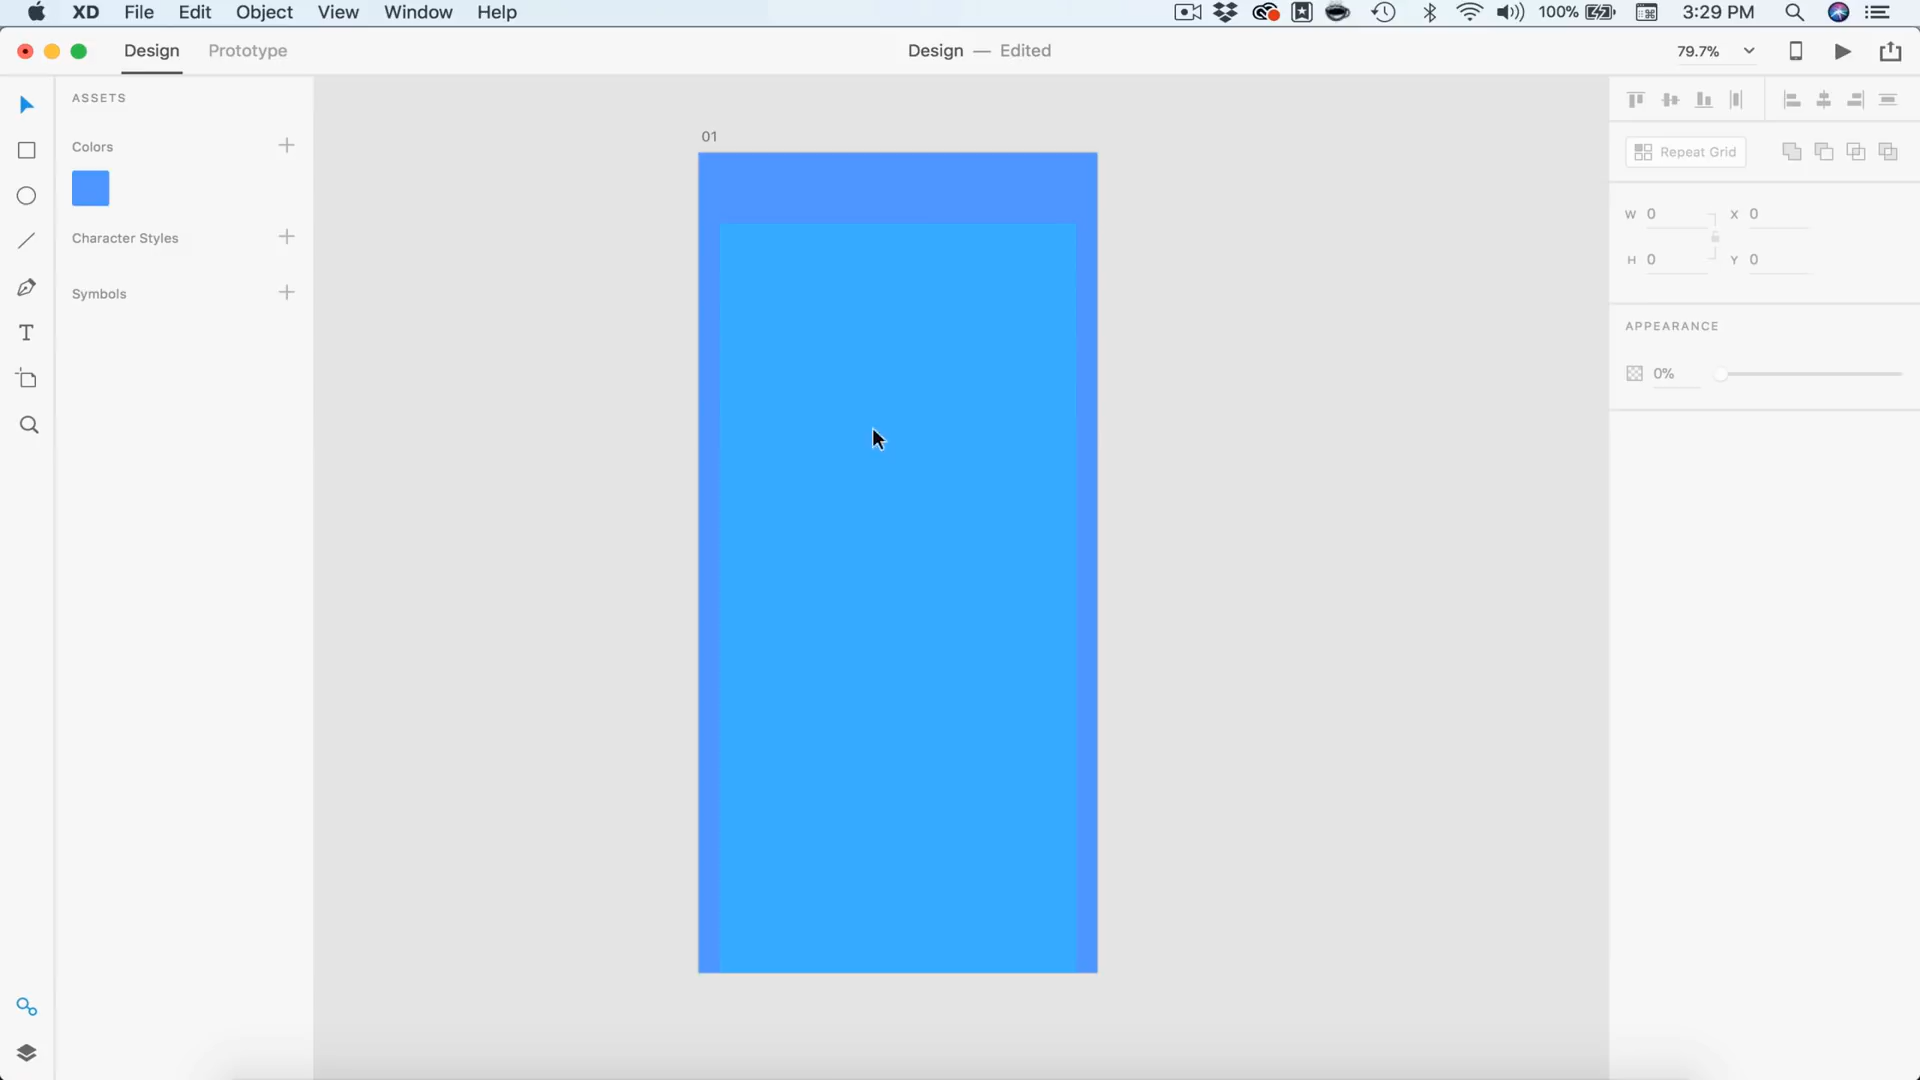 XD File Edit Object View Window Help 100% 3:29 PM
Design Prototype Design — Edited 79.7%
ASSETS
Colors
Character Styles
Symbols
01
Repeat Grid
W 0 X 0
H 0 Y 0
APPEARANCE
0%